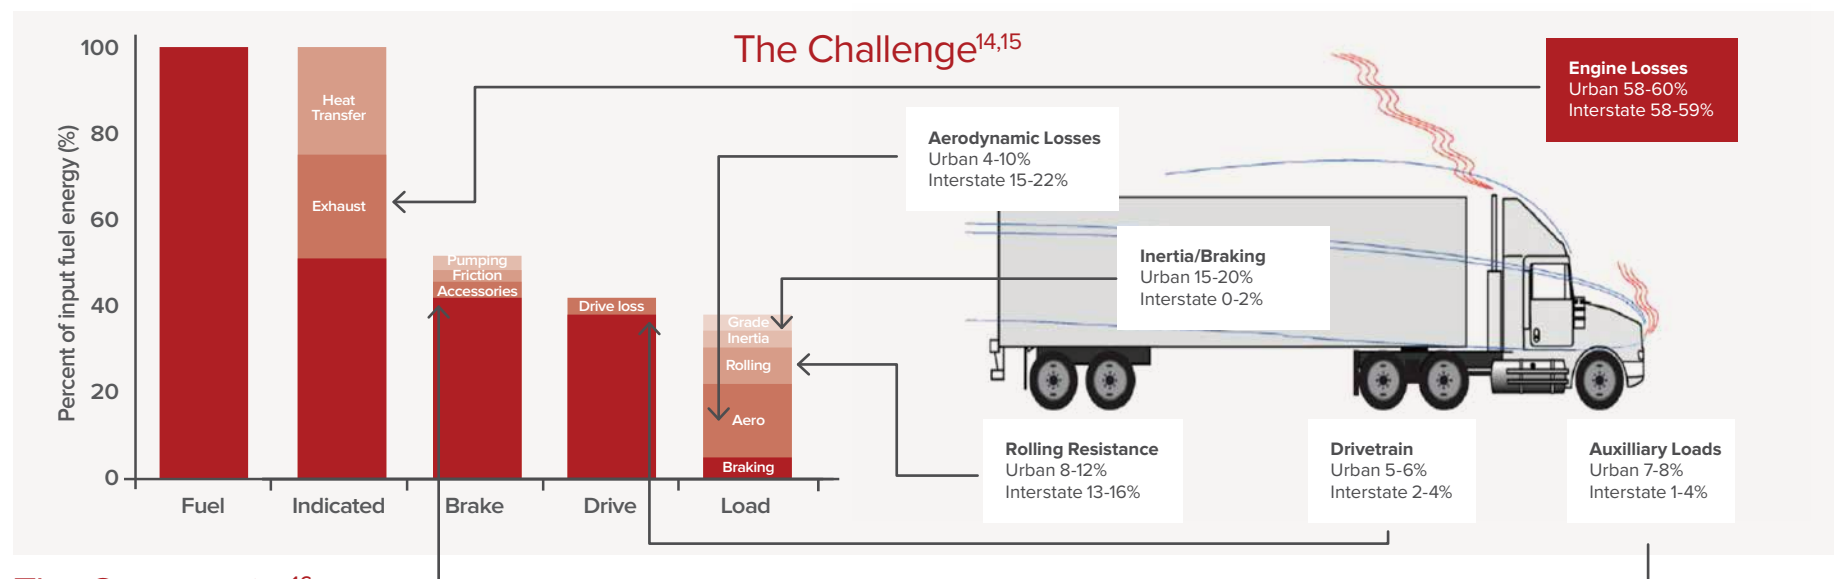 The Challenge14,15
Percent of input fuel energy (%)
100
80
60
40
20
0
Heat
Transfer
Exhaust
Pumping
Friction
Accessories
Drive loss
Grade
Inertia
Rolling
Aero
Braking
Fuel
Indicated
Brake
Drive
Load
Engine Losses
Urban 58-60%
Interstate 58-59%
Aerodynamic Losses
Urban 4-10%
Interstate 15-22%
Inertia/Braking
Urban 15-20%
Interstate 0-2%
Rolling Resistance
Urban 8-12%
Interstate 13-16%
Drivetrain
Urban 5-6%
Interstate 2-4%
Auxilliary Loads
Urban 7-8%
Interstate 1-4%